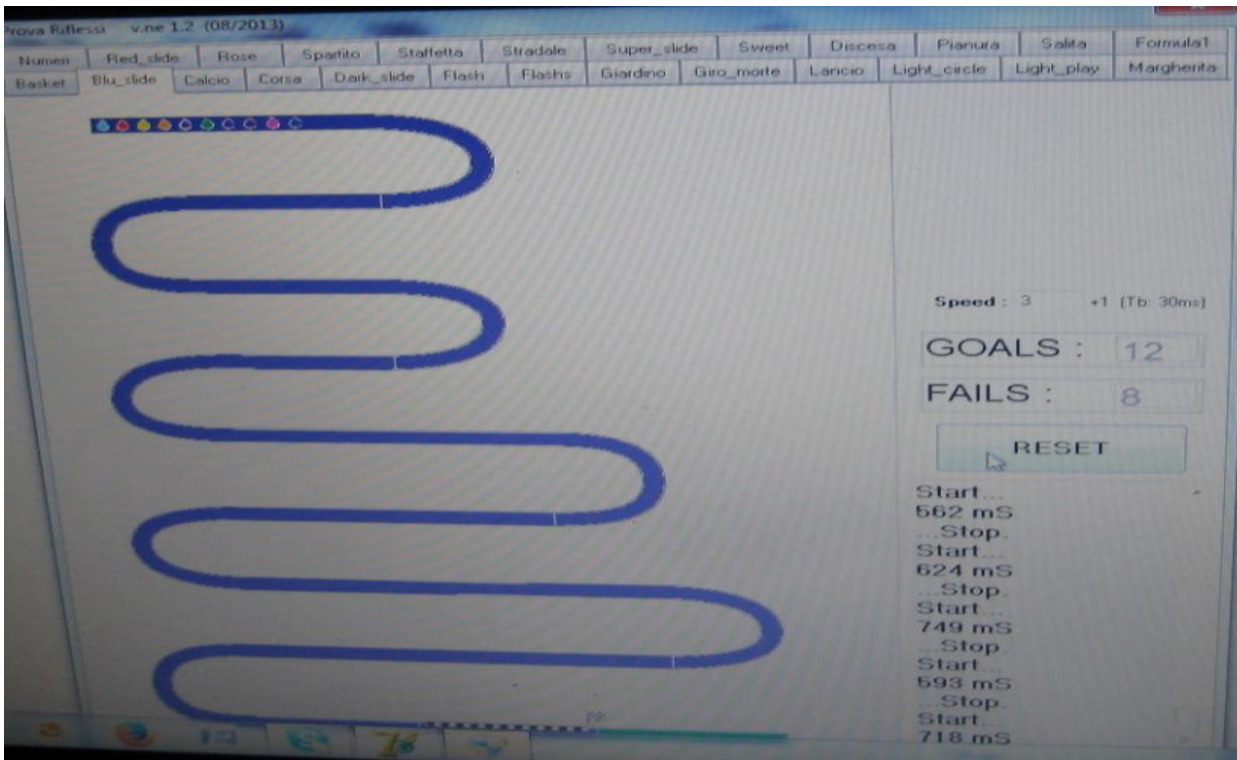 Prova Riflessi v.ne 1.2 (08/2013)
Numeri Red_slide Rose Spartito Staffetta Stradale Super_slide Sweet Discesa Pianura Salita Formula1
Basket Blu_slide Calcio Corsa Dark_slide Flash Flashs Giardino Giro_morte Lancio Light_circle Light_play Margherita
Speed : 3 +1 (Tb: 30ms)
GOALS : 12
FAILS : 8
RESET
Start...
562 mS
...Stop.
Start...
624 mS
...Stop.
Start...
749 mS
...Stop.
Start...
593 mS
...Stop.
Start...
718 mS